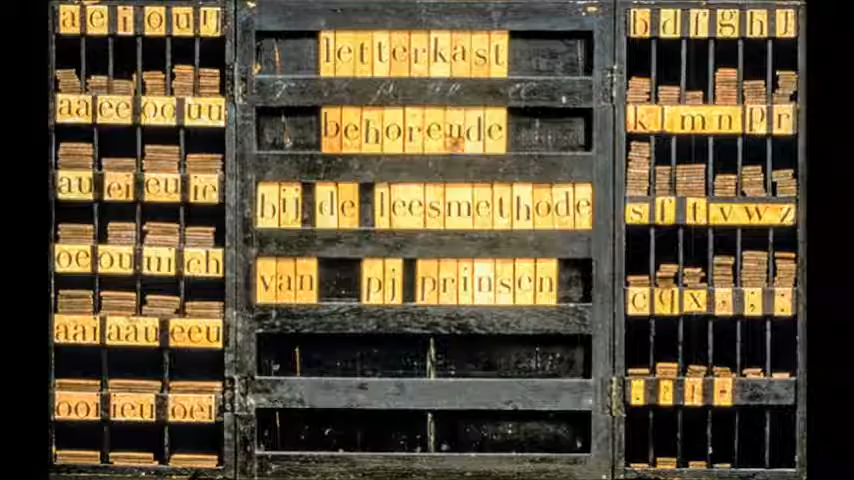 a e i o u ij
aa ee oo uu
au ei eu ie
oe ou ui ch
aai aau eeu
ooi ieu oei
letterkast
behorende
bij de leesmethode
van pj prinsen
b d f g h j
k l m n p r
s f t v w z
c q x , ; :